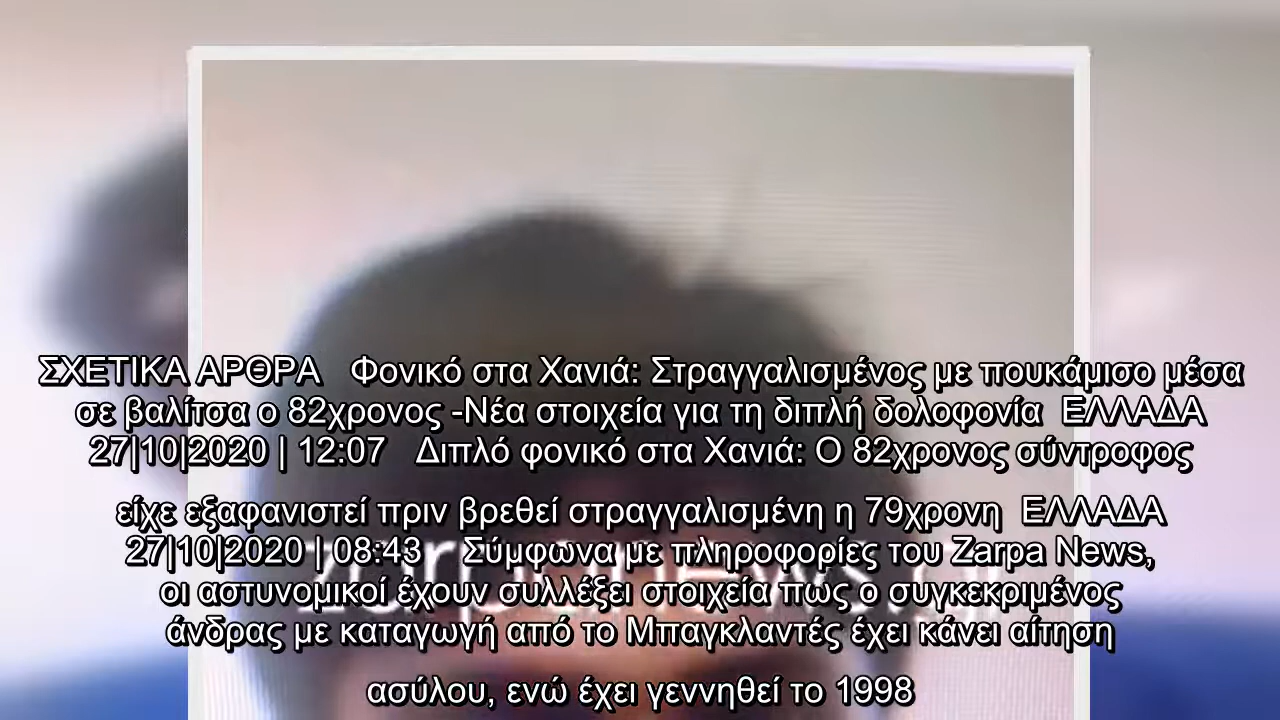 ΣΧΕΤΙΚΑ ΑΡΘΡΑ Φονικό στα Χανιά: Στραγγαλισμένος με πουκάμισο μέσα
σε βαλίτσα ο 82χρονος -Νέα στοιχεία για τη διπλή δολοφονία ΕΛΛΑΔΑ
27|10|2020 | 12:07 Διπλό φονικό στα Χανιά: Ο 82χρονος σύντροφος
είχε εξαφανιστεί πριν βρεθεί στραγγαλισμένη η 79χρονη ΕΛΛΑΔΑ
27|10|2020 | 08:43 Σύμφωνα με πληροφορίες του Zarpa News,
οι αστυνομικοί έχουν συλλέξει στοιχεία πως ο συγκεκριμένος
zarpanews.gr
άνδρας με καταγωγή από το Μπαγκλαντές έχει κάνει αίτηση
ασύλου, ενώ έχει γεννηθεί το 1998